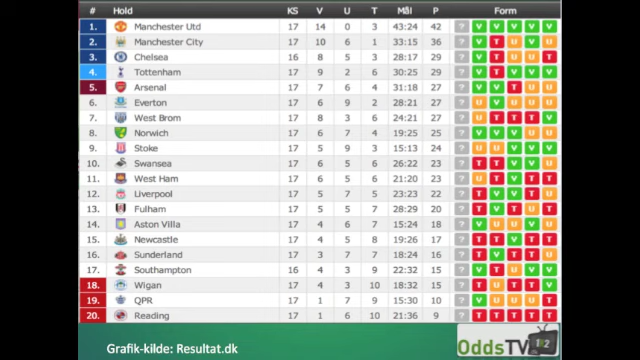 # Hold KS V U T Mål P Form
1. Manchester Utd 17 14 0 3 43:24 42 ? V V V V V
2. Manchester City 17 10 6 1 33:15 36 ? V T U V U
3. Chelsea 16 8 5 3 28:17 29 ? V T U U T
4. Tottenham 17 9 2 6 30:25 29 ? V T V V V
5. Arsenal 17 7 6 4 31:18 27 ? V V T U U
6. Everton 17 6 9 2 28:21 27 ? U V U U U
7. West Brom 17 8 3 6 24:21 27 ? U T T T V
8. Norwich 17 6 7 4 19:25 25 ? V V V U U
9. Stoke 17 5 9 3 15:13 24 ? U U V V U
10. Swansea 17 6 5 6 26:22 23 ? T T V V U
11. West Ham 17 6 5 6 21:20 23 ? U T V T T
12. Liverpool 17 5 7 5 23:23 22 ? T V V T U
13. Fulham 17 5 5 7 28:29 20 ? T V T U T
14. Aston Villa 17 4 6 7 15:24 18 ? V U U V U
15. Newcastle 17 4 5 8 19:26 17 ? T T V T T
16. Sunderland 17 3 7 7 18:24 16 ? V T V T U
17. Southampton 16 4 3 9 22:32 15 ? V T U V U
18. Wigan 17 4 3 10 18:32 15 ? T U T T V
19. QPR 17 1 7 9 15:30 10 ? V U U U T
20. Reading 17 1 6 10 21:36 9 ? T T T T T
Grafik-kilde: Resultat.dk
OddsTV 1X2